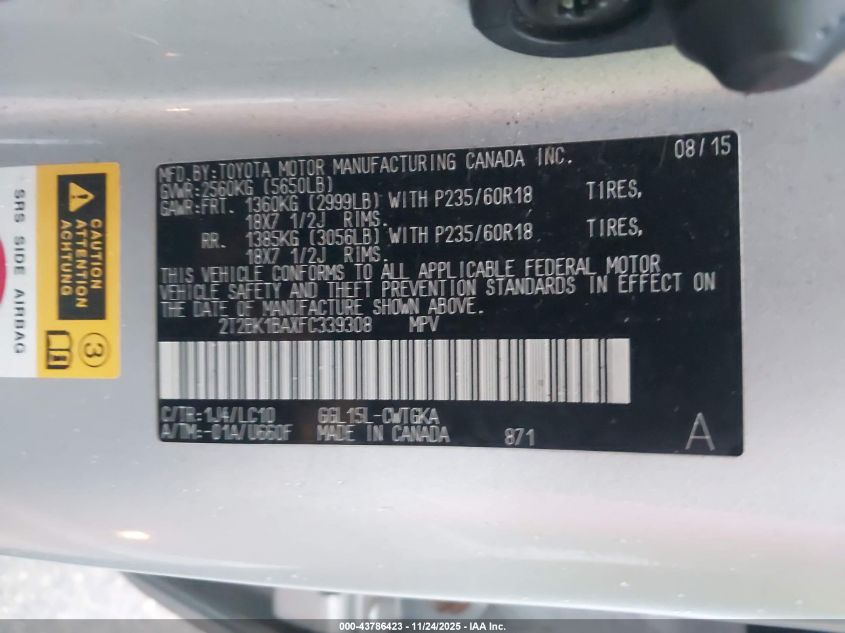 MFD. BY: TOYOTA MOTOR MANUFACTURING CANADA INC. 08/15
GVWR: 2560KG (5650LB)
GAWR: FRT. 1360KG (2999LB) WITH P235/60R18 TIRES,
18X7 1/2J RIMS.
RR. 1385KG (3056LB) WITH P235/60R18 TIRES,
18X7 1/2J RIMS.
THIS VEHICLE CONFORMS TO ALL APPLICABLE FEDERAL MOTOR
VEHICLE SAFETY AND THEFT PREVENTION STANDARDS IN EFFECT ON
THE DATE OF MANUFACTURE SHOWN ABOVE.
2T2BK1BAXFC339308 MPV
C/TR: 1J4/LC10 GGL15L-CWTGKA
A/TM: -01A/U660F MADE IN CANADA 871 A
SRS SIDE AIRBAG
CAUTION
ATTENTION
ACHTUNG
3
000-43786423 - 11/24/2025 - IAA Inc.